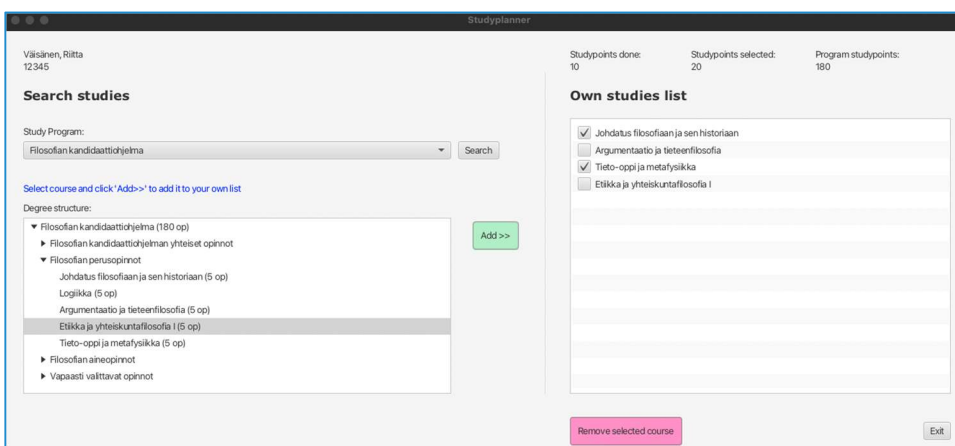 Studyplanner
Väisänen, Riitta
12345
Search studies
Study Program:
Filosofian kandidaattiohjelma
Search
Select course and click 'Add>>' to add it to your own list
Degree structure:
Filosofian kandidaattiohjelma (180 op)
Filosofian kandidaattiohjelman yhteiset opinnot
Filosofian perusopinnot
Johdatus filosofiaan ja sen historiaan (5 op)
Logiikka (5 op)
Argumentaatio ja tieteenfilosofia (5 op)
Etiikka ja yhteiskuntafilosofia I (5 op)
Tieto-oppi ja metafysiikka (5 op)
Filosofian aineopinnot
Vapaasti valittavat opinnot
Add >>
Studypoints done:
10
Studypoints selected:
20
Program studypoints:
180
Own studies list
Johdatus filosofiaan ja sen historiaan
Argumentaatio ja tieteenfilosofia
Tieto-oppi ja metafysiikka
Etiikka ja yhteiskuntafilosofia I
Remove selected course
Exit